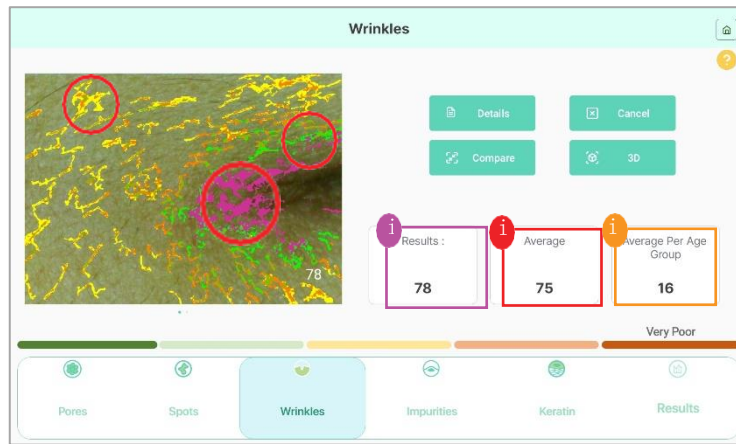 Wrinkles
?
Details
Cancel
Compare
3D
78
i
Results :
78
i
Average
75
i
Average Per Age
Group
16
Very Poor
Pores
Spots
Wrinkles
Impurities
Keratin
Results